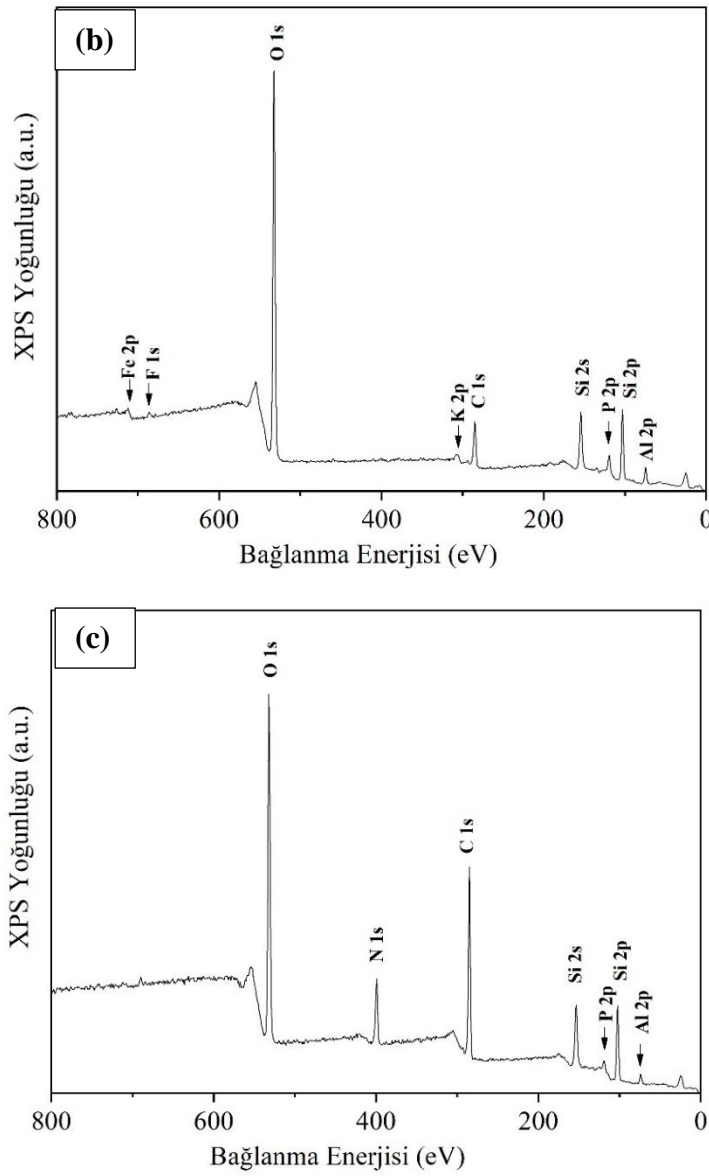 (b)
O 1s
XPS Yoğunluğu (a.u.)
Fe 2p
F 1s
K 2p
C 1s
Si 2s
P 2p
Si 2p
Al 2p
800
600
400
200
0
Bağlanma Enerjisi (eV)
(c)
O 1s
XPS Yoğunluğu (a.u.)
N 1s
C 1s
Si 2s
P 2p
Si 2p
Al 2p
800
600
400
200
0
Bağlanma Enerjisi (eV)